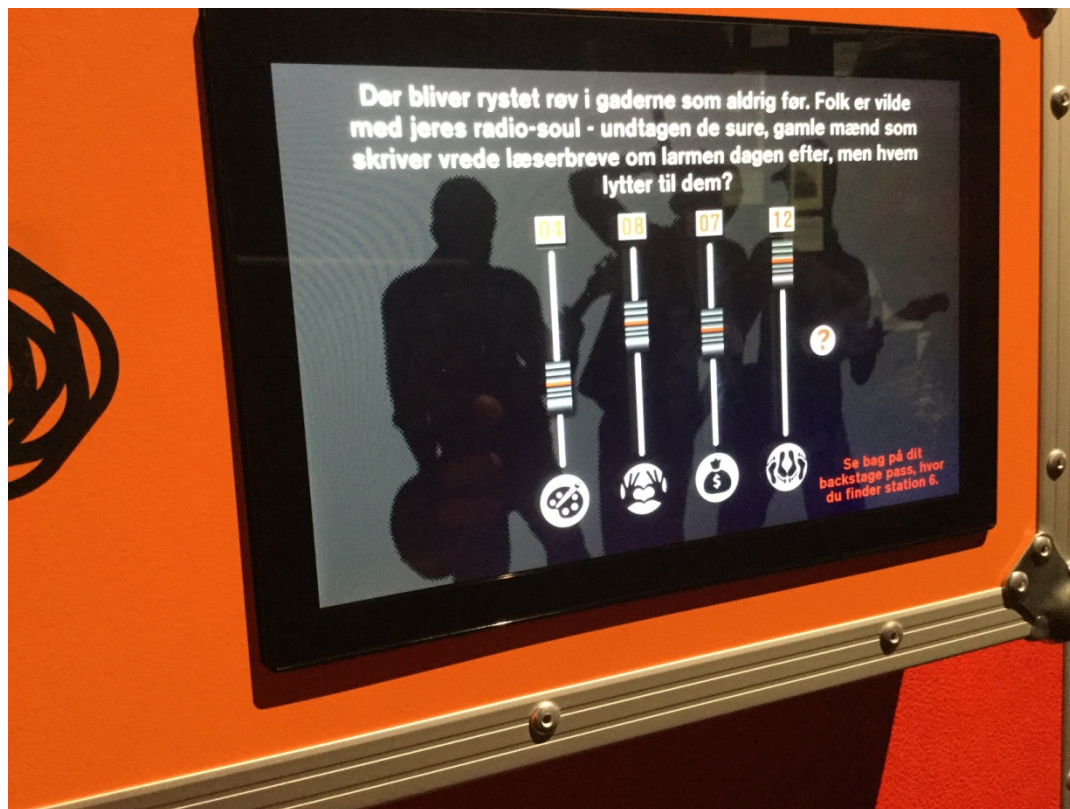 Der bliver rystet røv i gaderne som aldrig før. Folk er vilde
med jeres radio-soul - undtagen de sure, gamle mænd som
skriver vrede læserbreve om larmen dagen efter, men hvem
lytter til dem?
04 08 07 12
?
$
Se bag på dit
backstage pass, hvor
du finder station 6.